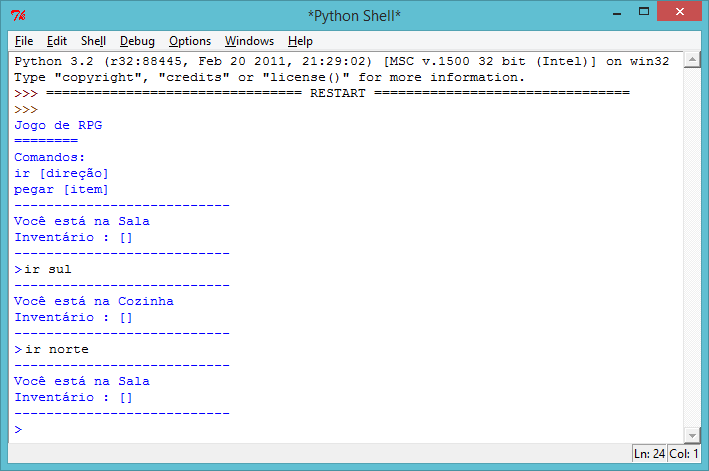 *Python Shell*
File Edit Shell Debug Options Windows Help
Python 3.2 (r32:88445, Feb 20 2011, 21:29:02) [MSC v.1500 32 bit (Intel)] on win32
Type "copyright", "credits" or "license()" for more information.
>>> ================================ RESTART ================================
>>>
Jogo de RPG
========
Comandos:
ir [direção]
pegar [item]
---------------------------
Você está na Sala
Inventário : []
---------------------------
>ir sul
---------------------------
Você está na Cozinha
Inventário : []
---------------------------
>ir norte
---------------------------
Você está na Sala
Inventário : []
---------------------------
>
Ln: 24 Col: 1